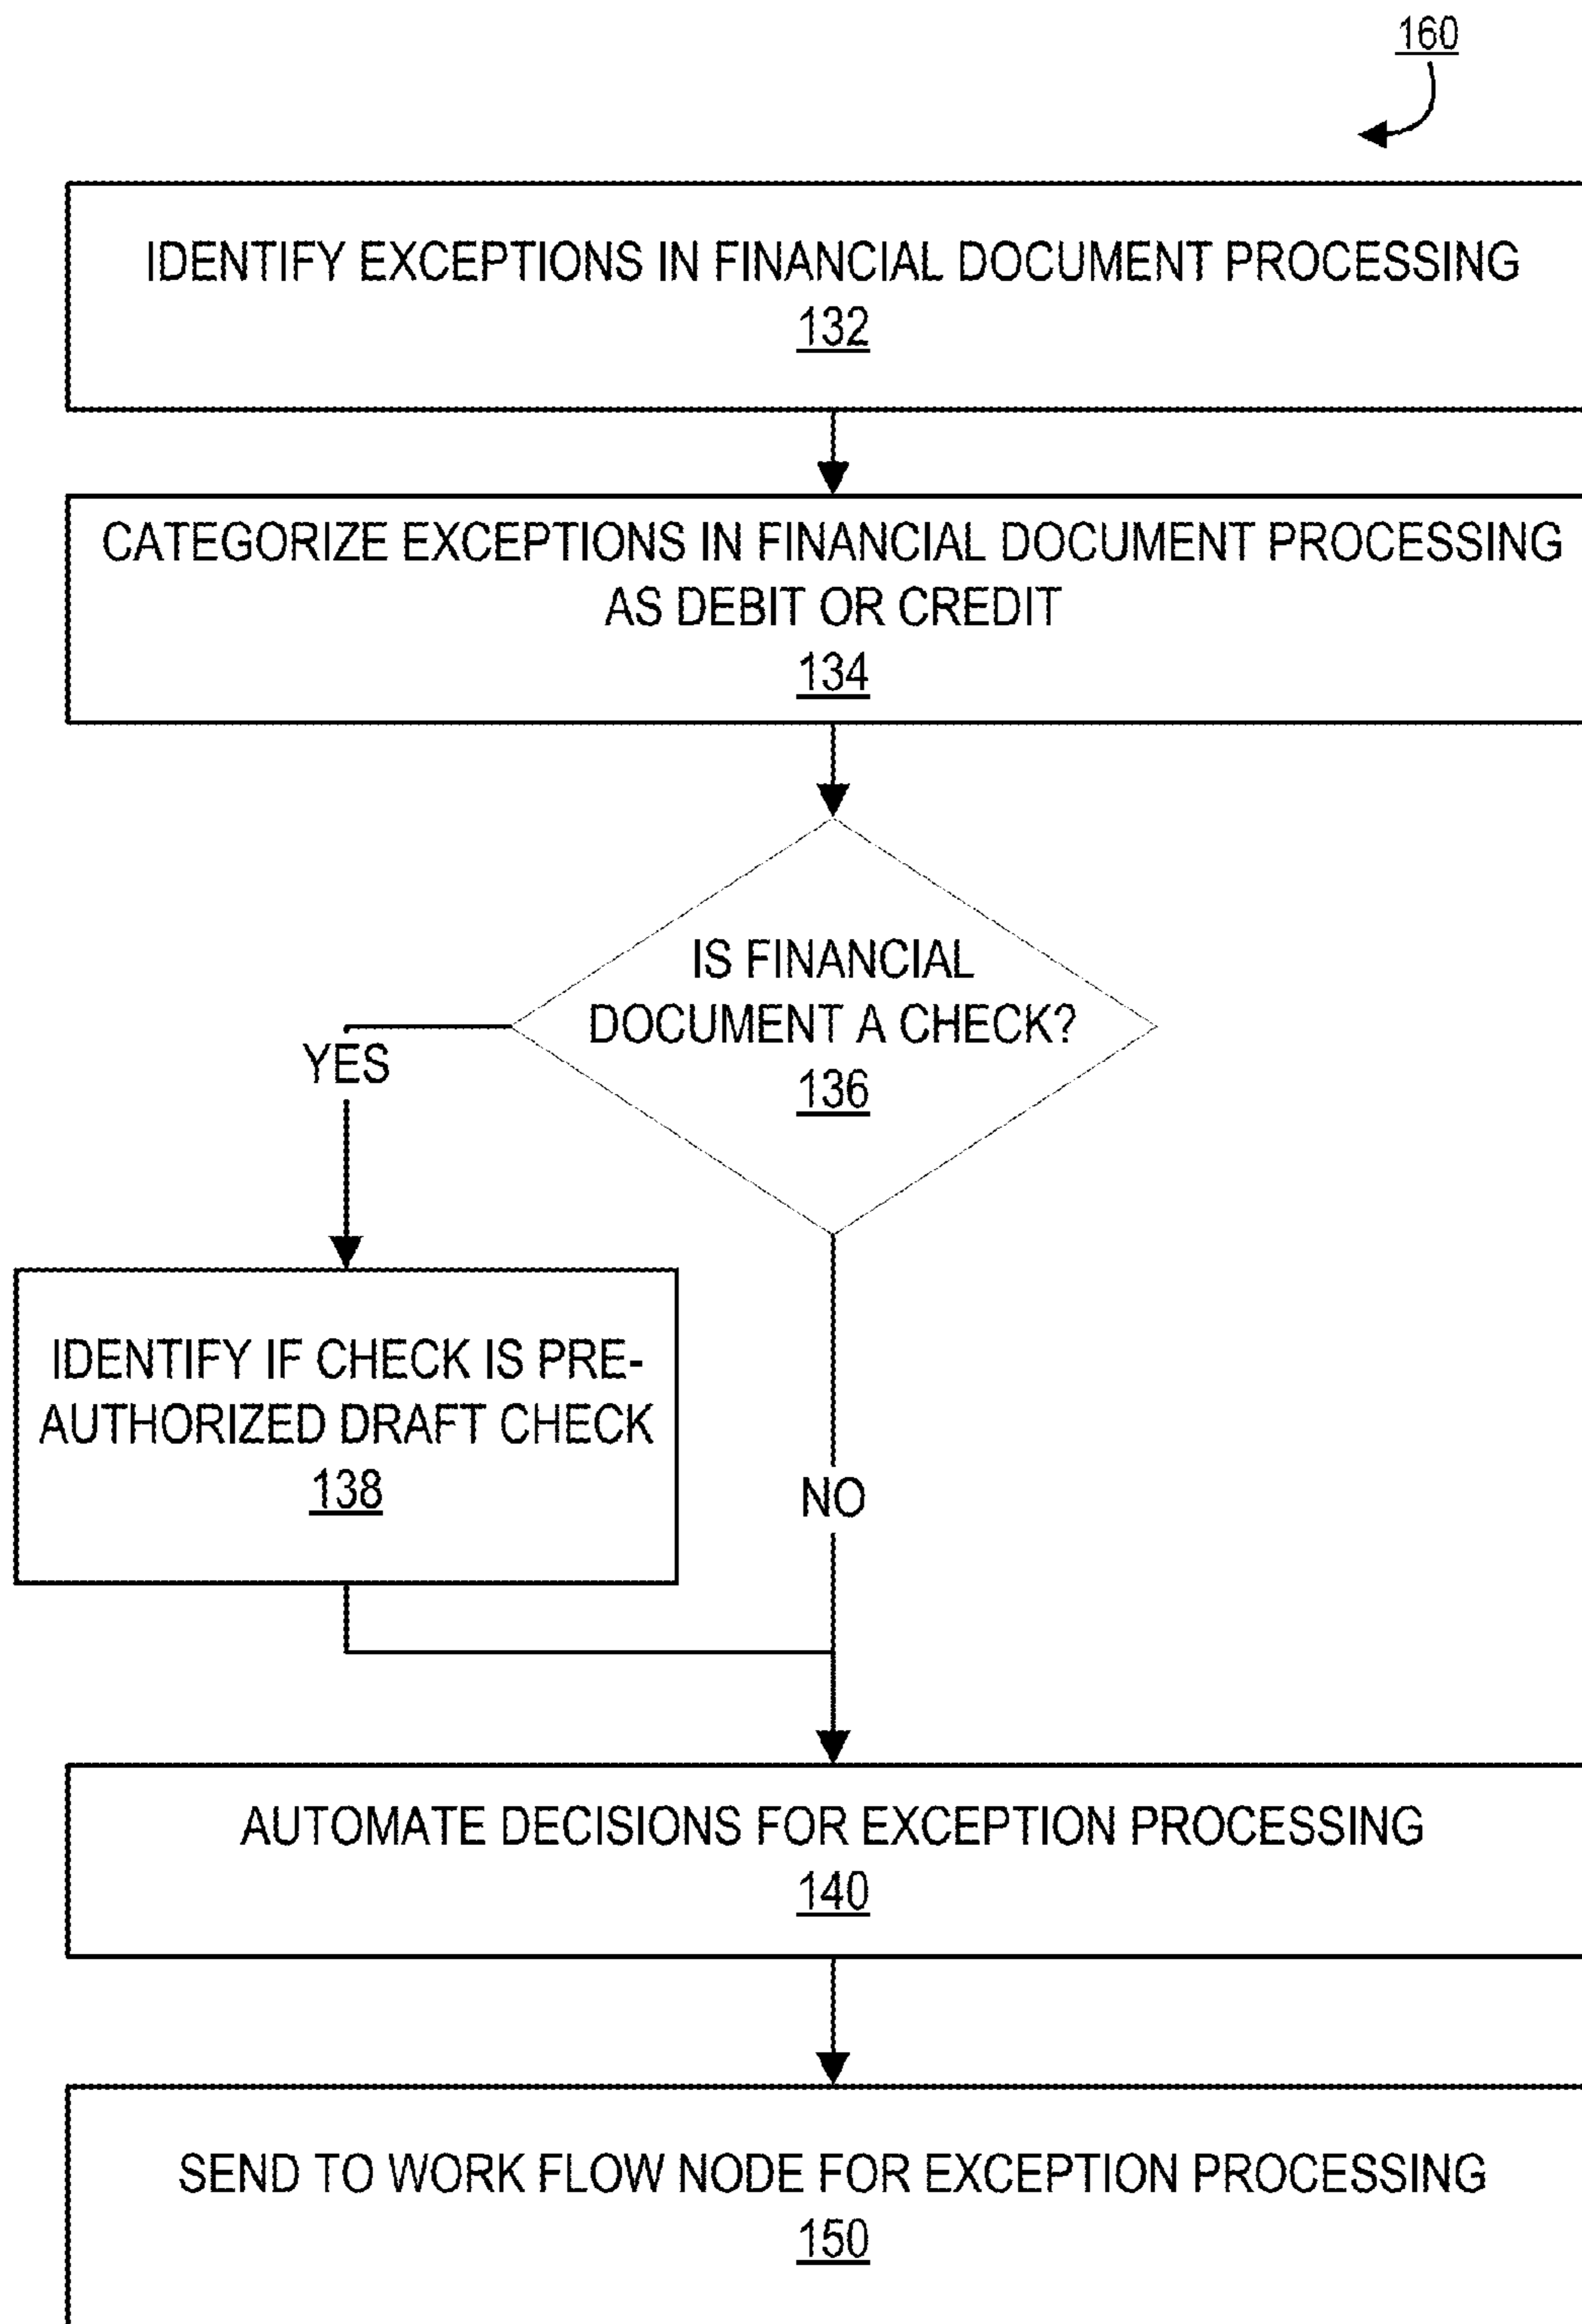 160
IDENTIFY EXCEPTIONS IN FINANCIAL DOCUMENT PROCESSING
132
CATEGORIZE EXCEPTIONS IN FINANCIAL DOCUMENT PROCESSING
AS DEBIT OR CREDIT
134
IS FINANCIAL
DOCUMENT A CHECK?
136
YES
IDENTIFY IF CHECK IS PRE-
AUTHORIZED DRAFT CHECK
138
NO
AUTOMATE DECISIONS FOR EXCEPTION PROCESSING
140
SEND TO WORK FLOW NODE FOR EXCEPTION PROCESSING
150